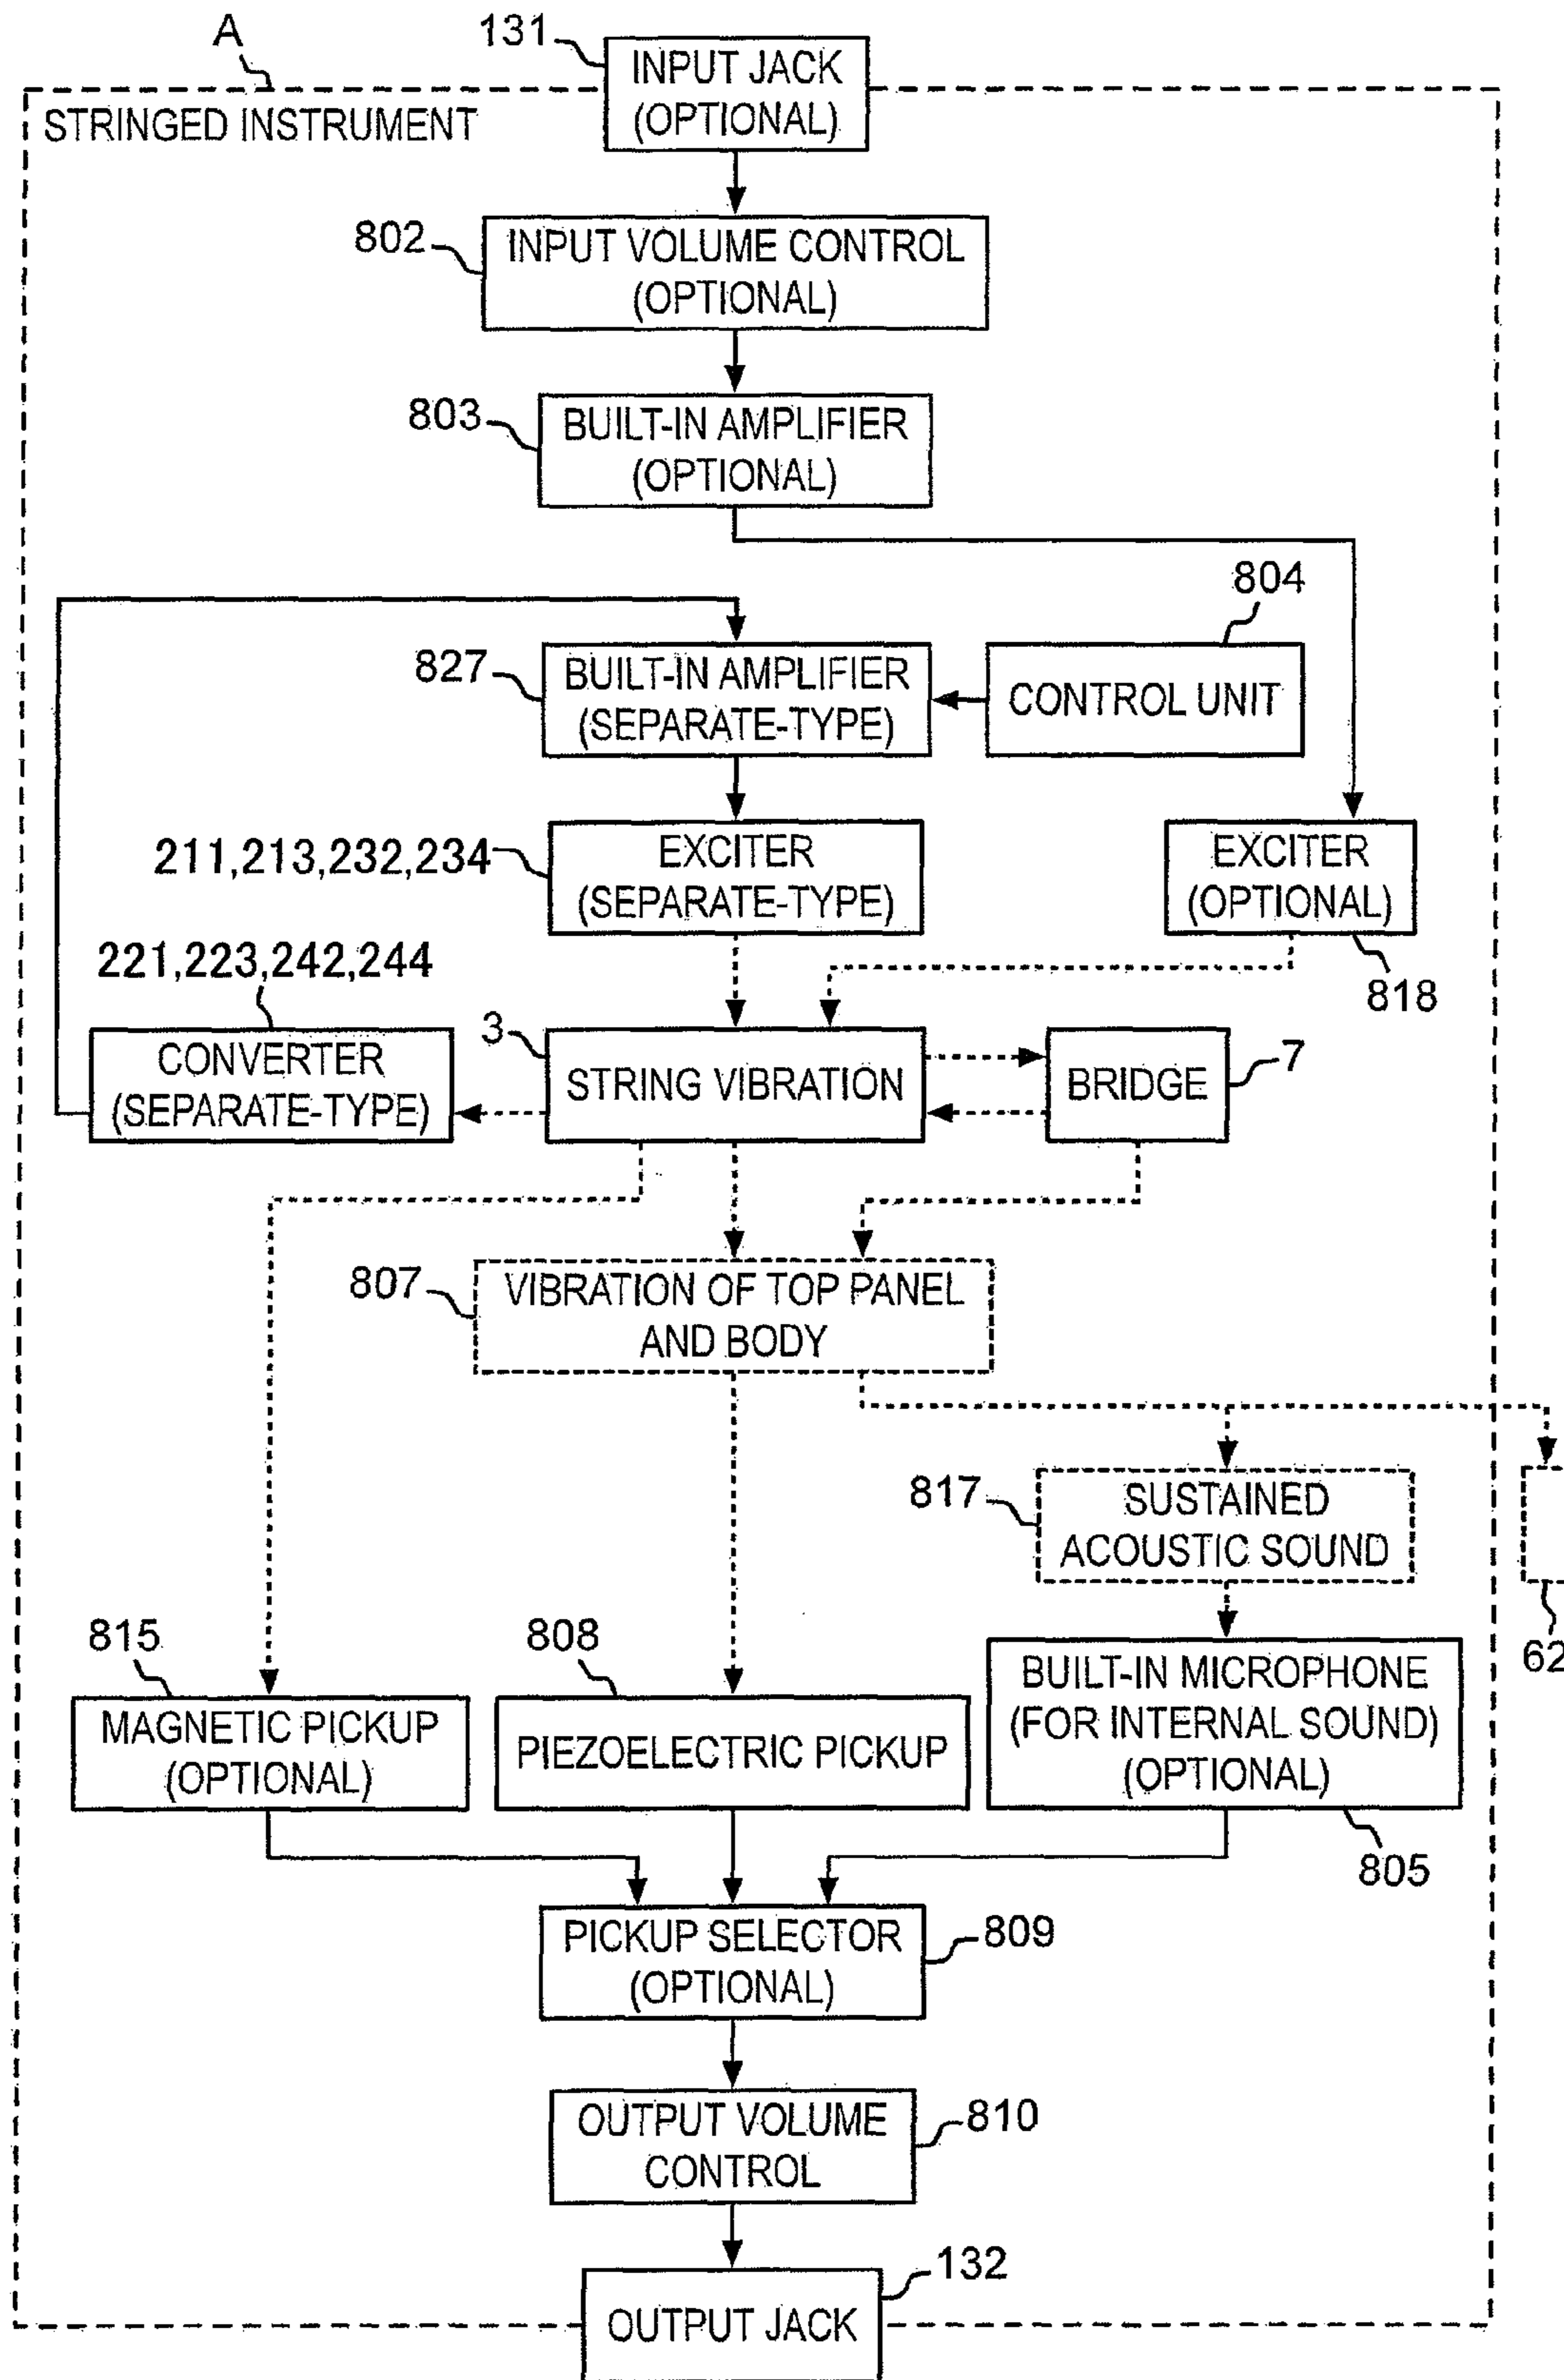 A
131
INPUT JACK
(OPTIONAL)
STRINGED INSTRUMENT
802
INPUT VOLUME CONTROL
(OPTIONAL)
803
BUILT-IN AMPLIFIER
(OPTIONAL)
804
827
BUILT-IN AMPLIFIER
(SEPARATE-TYPE)
CONTROL UNIT
211,213,232,234
EXCITER
(SEPARATE-TYPE)
EXCITER
(OPTIONAL)
818
221,223,242,244
CONVERTER
(SEPARATE-TYPE)
3
STRING VIBRATION
BRIDGE
7
807
VIBRATION OF TOP PANEL
AND BODY
817
SUSTAINED
ACOUSTIC SOUND
62
815
MAGNETIC PICKUP
(OPTIONAL)
808
PIEZOELECTRIC PICKUP
BUILT-IN MICROPHONE
(FOR INTERNAL SOUND)
(OPTIONAL)
805
PICKUP SELECTOR
(OPTIONAL)
809
OUTPUT VOLUME
CONTROL
810
132
OUTPUT JACK